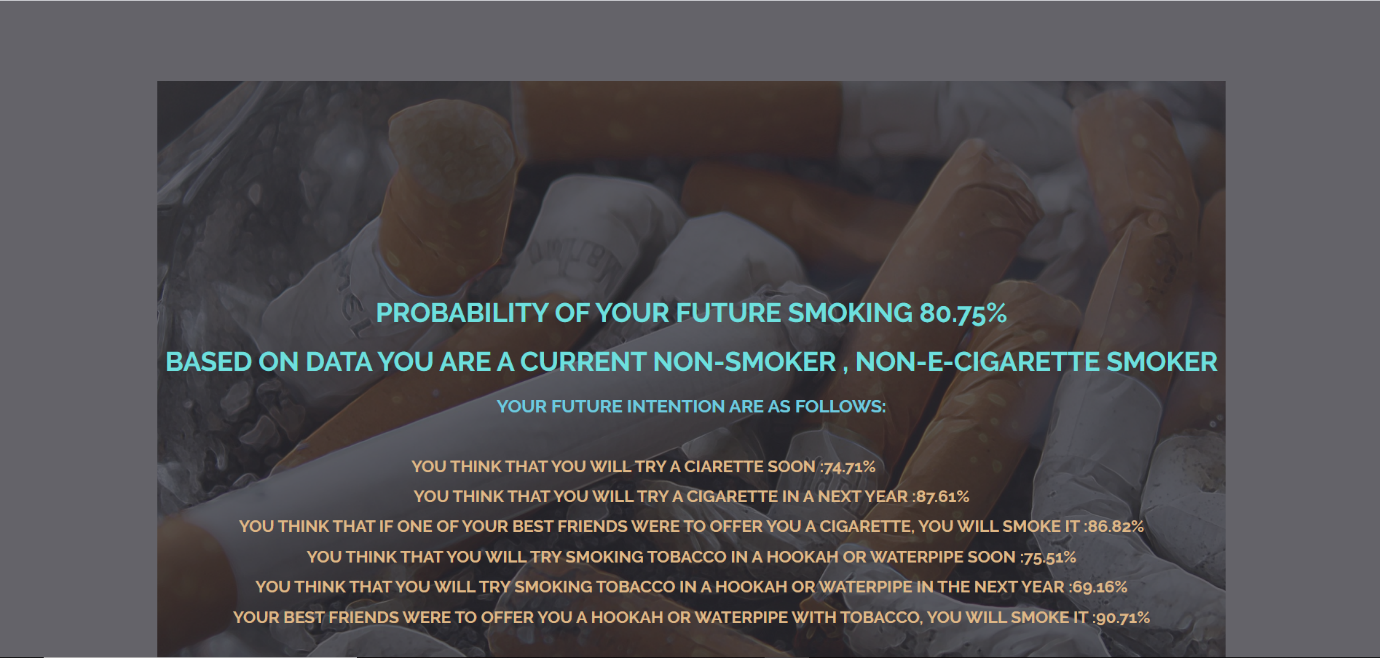 PROBABILITY OF YOUR FUTURE SMOKING 80.75%
BASED ON DATA YOU ARE A CURRENT NON-SMOKER , NON-E-CIGARETTE SMOKER
YOUR FUTURE INTENTION ARE AS FOLLOWS:
YOU THINK THAT YOU WILL TRY A CIARETTE SOON :74.71%
YOU THINK THAT YOU WILL TRY A CIGARETTE IN A NEXT YEAR :87.61%
YOU THINK THAT IF ONE OF YOUR BEST FRIENDS WERE TO OFFER YOU A CIGARETTE, YOU WILL SMOKE IT :86.82%
YOU THINK THAT YOU WILL TRY SMOKING TOBACCO IN A HOOKAH OR WATERPIPE SOON :75.51%
YOU THINK THAT YOU WILL TRY SMOKING TOBACCO IN A HOOKAH OR WATERPIPE IN THE NEXT YEAR :69.16%
YOUR BEST FRIENDS WERE TO OFFER YOU A HOOKAH OR WATERPIPE WITH TOBACCO, YOU WILL SMOKE IT :90.71%